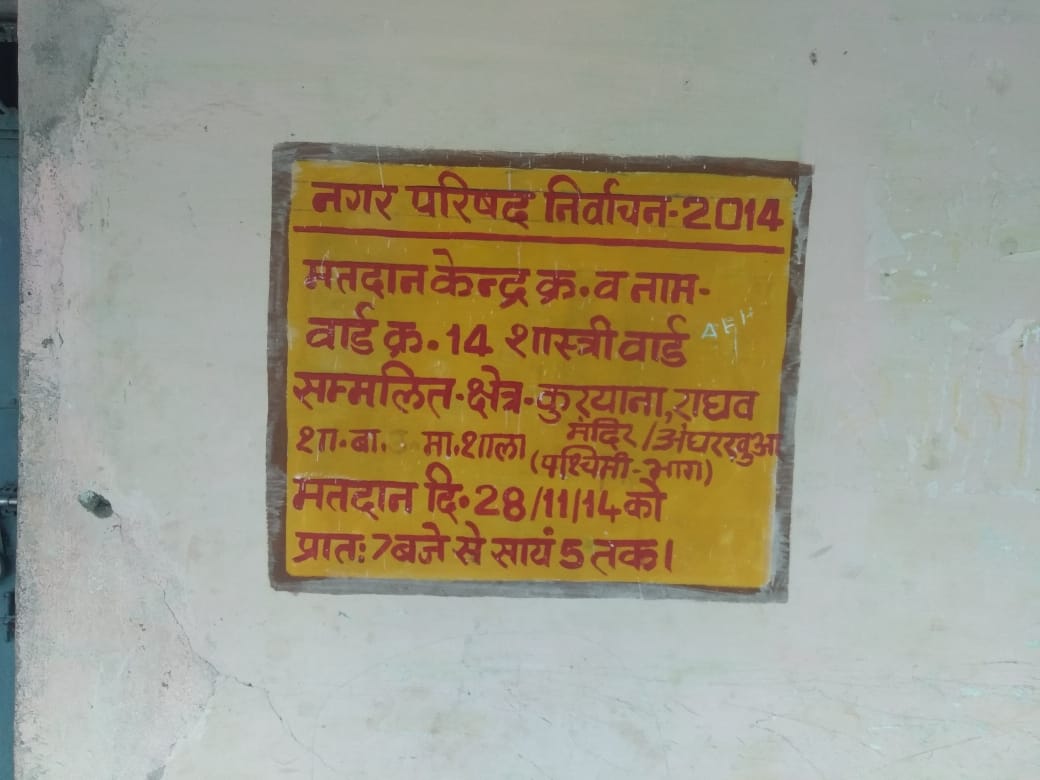 नगर परिषद निर्वाचन-2014
मतदान केन्द्र क्र. व नाम-
वार्ड क्र. 14 शास्त्री वार्ड
सम्मलित-क्षेत्र-कुरयाना, राघव
मंदिर/अंधरखुआ
शा. बा. मा. शाला (पश्चिमी-भाग)
मतदान दि. 28/11/14 को
प्रातः 7 बजे से सायं 5 तक।